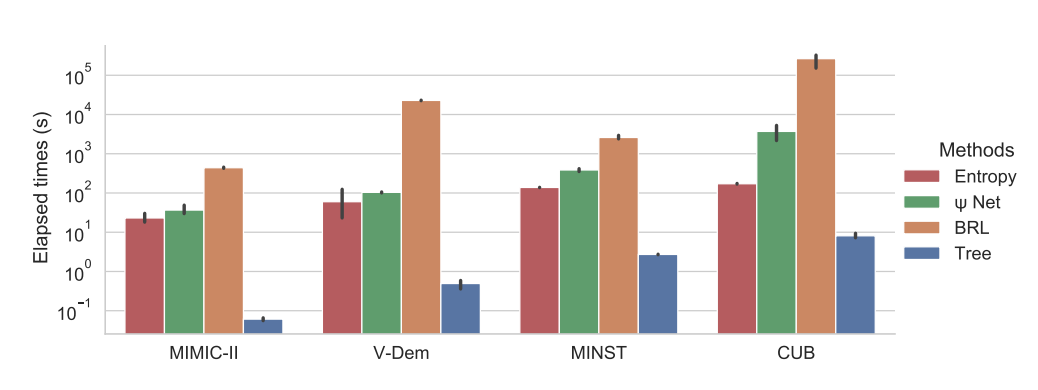 Elapsed times (s)
10^5
10^4
10^3
10^2
10^1
10^0
10^−1
MIMIC-II
V-Dem
MINST
CUB
Methods
Entropy
ψ Net
BRL
Tree